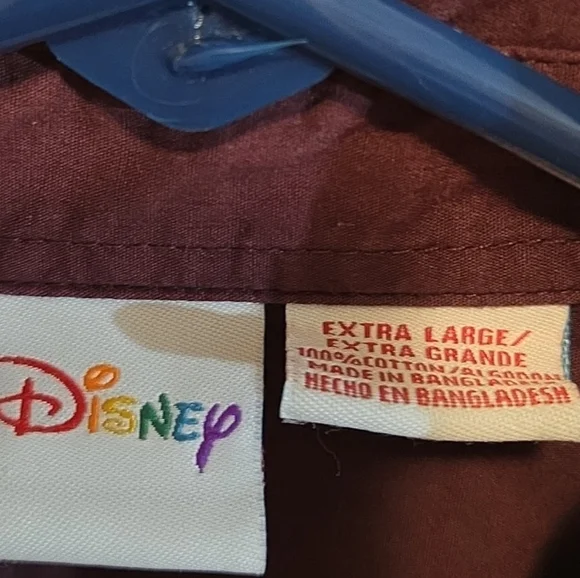 Disney
EXTRA LARGE/
EXTRA GRANDE
100%COTTON/ALGODON
MADE IN BANGLADESH
HECHO EN BANGLADESH